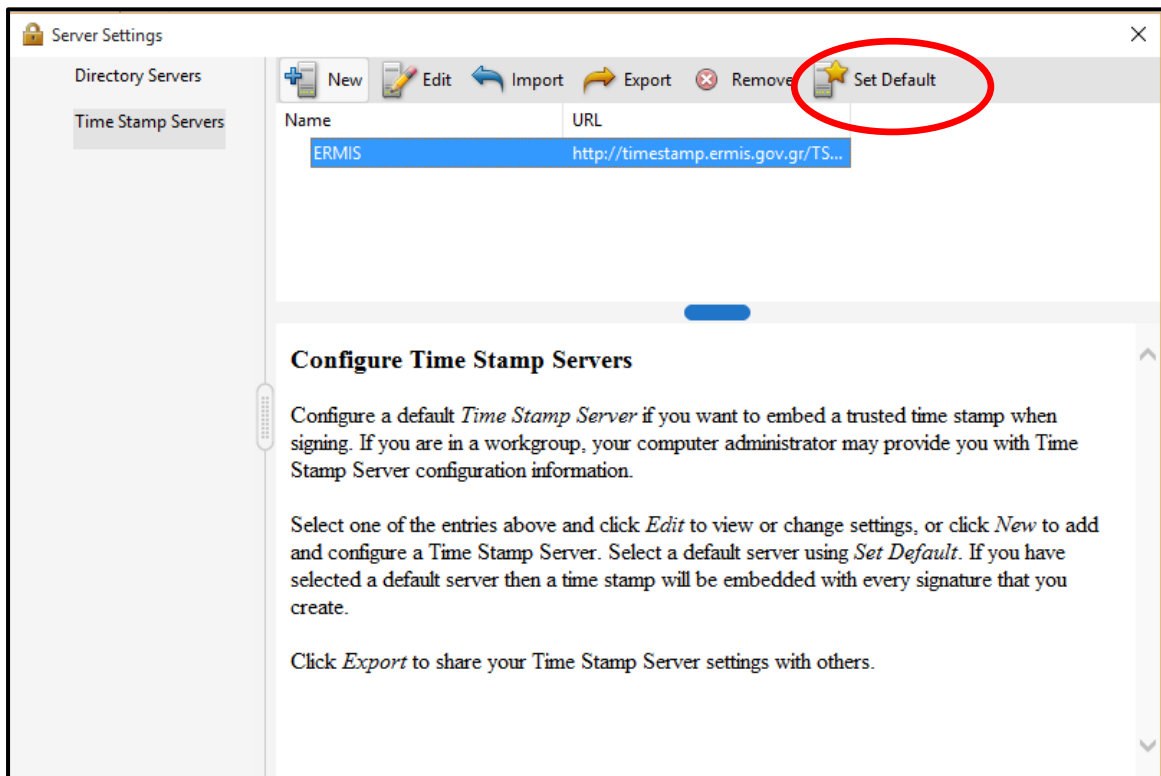 Server Settings
Directory Servers
Time Stamp Servers
New Edit Import Export Remove Set Default
Name URL
ERMIS http://timestamp.ermis.gov.gr/TS...
Configure Time Stamp Servers
Configure a default Time Stamp Server if you want to embed a trusted time stamp when
signing. If you are in a workgroup, your computer administrator may provide you with Time
Stamp Server configuration information.
Select one of the entries above and click Edit to view or change settings, or click New to add
and configure a Time Stamp Server. Select a default server using Set Default. If you have
selected a default server then a time stamp will be embedded with every signature that you
create.
Click Export to share your Time Stamp Server settings with others.